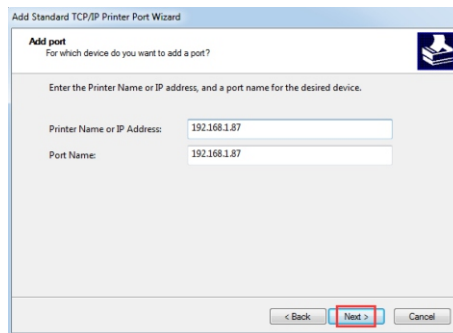 Add Standard TCP/IP Printer Port Wizard
Add port
For which device do you want to add a port?
Enter the Printer Name or IP address, and a port name for the desired device.
Printer Name or IP Address: 192.168.1.87
Port Name: 192.168.1.87
< Back Next > Cancel